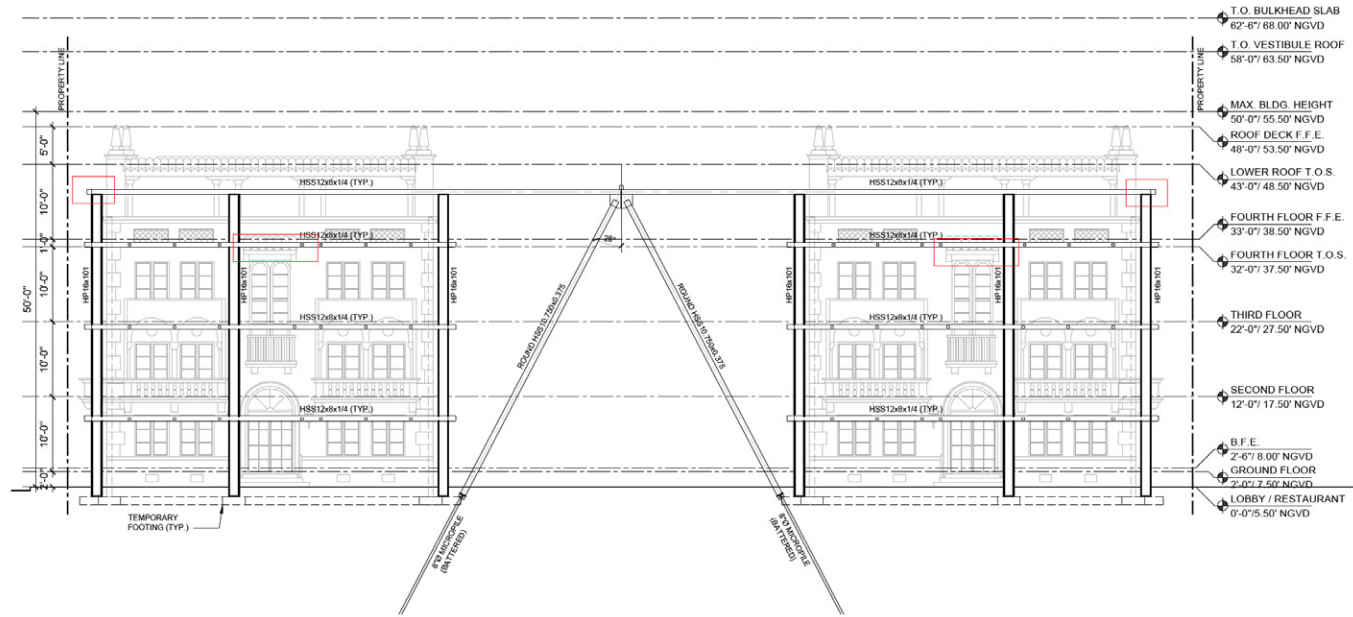 T.O. BULKHEAD SLAB
62'-6"/ 68.00' NGVD
T.O. VESTIBULE ROOF
58'-0"/ 63.50' NGVD
PROPERTY LINE
PROPERTY LINE
MAX. BLDG. HEIGHT
50'-0"/ 55.50' NGVD
ROOF DECK F.F.E.
48'-0"/ 53.50' NGVD
LOWER ROOF T.O.S.
43'-0"/ 48.50' NGVD
FOURTH FLOOR F.F.E.
33'-0"/ 38.50' NGVD
FOURTH FLOOR T.O.S.
32'-0"/ 37.50' NGVD
THIRD FLOOR
22'-0"/ 27.50' NGVD
SECOND FLOOR
12'-0"/ 17.50' NGVD
B.F.E.
2'-6"/ 8.00' NGVD
GROUND FLOOR
2'-0"/ 7.50' NGVD
LOBBY / RESTAURANT
0'-0"/5.50' NGVD
50'-0"
5'-0"
10'-0"
1'-0"
10'-0"
10'-0"
10'-0"
2'-0"
HSS12x8x1/4 (TYP.)
HSS12x8x1/4 (TYP.)
HSS12x8x1/4 (TYP.)
HSS12x8x1/4 (TYP.)
HSS12x8x1/4 (TYP.)
HSS12x8x1/4 (TYP.)
HSS12x8x1/4 (TYP.)
HSS12x8x1/4 (TYP.)
HP16x101
HP16x101
HP16x101
HP16x101
HP16x101
HP16x101
28°
ROUND HSS10.750x0.375
ROUND HSS10.750x0.375
8"Ø MICROPILE
(BATTERED)
8"Ø MICROPILE
(BATTERED)
TEMPORARY
FOOTING (TYP.)